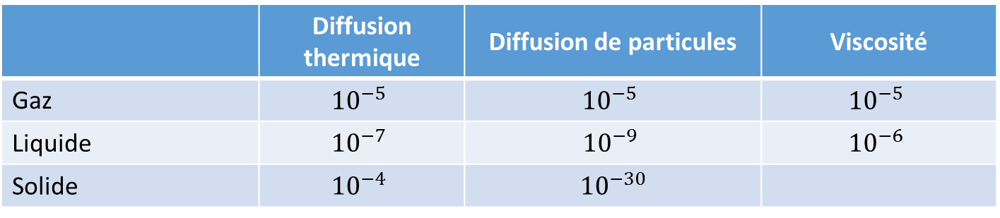 Diffusion thermique Diffusion de particules Viscosité
Gaz 10⁻⁵ 10⁻⁵ 10⁻⁵
Liquide 10⁻⁷ 10⁻⁹ 10⁻⁶
Solide 10⁻⁴ 10⁻³⁰